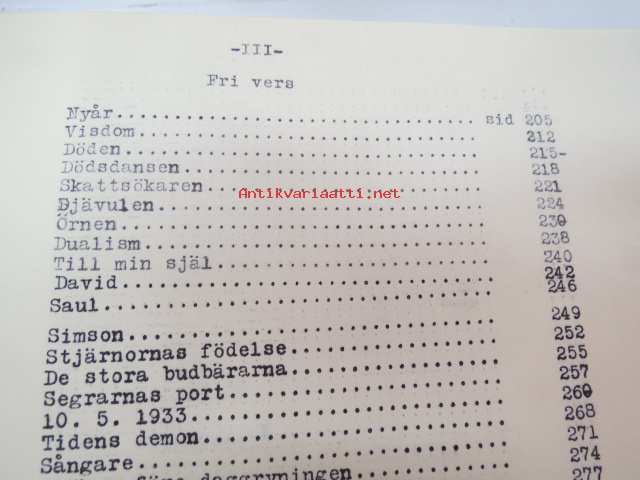 -III-
Fri vers
Nyår........................ sid 205
Visdom........................ 212
Döden........................ 215-
Dödsdansen........................ 218
Skattsökaren........................ 221
Antikvariaatti.net
Djävulen........................ 224
Örnen........................ 230
Dualism........................ 238
Till min själ........................ 240
David........................ 242
Saul........................ 246
Simson........................ 249
Stjärnornas födelse........................ 252
De stora budbärarna........................ 255
Segrarnas port........................ 257
10. 5. 1933........................ 260
Tidens demon........................ 268
Sångare........................ 271
före daggryningen............ 274
277